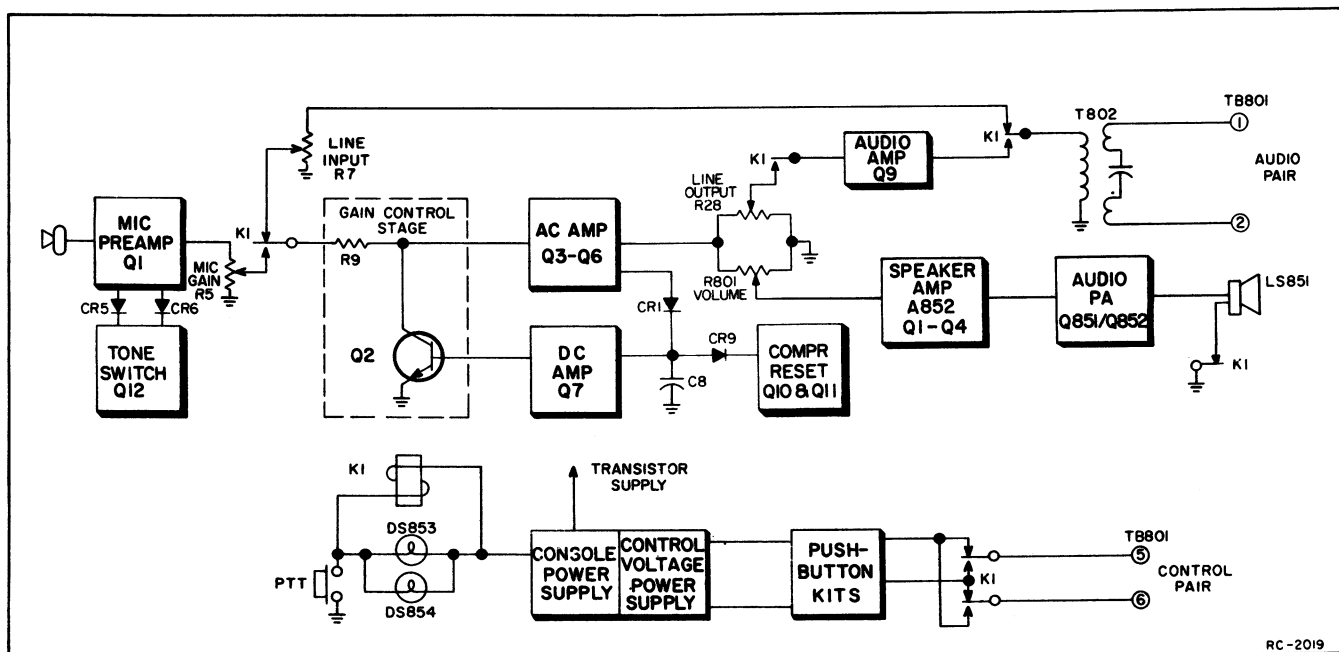 T802
TB801
K1
1
AUDIO
PAIR
2
LINE
INPUT
R7
K1
AUDIO
AMP
Q9
LINE
OUTPUT
R28
MIC
PREAMP
Q1
K1
MIC
GAIN
R5
GAIN CONTROL
STAGE
R9
AC AMP
Q3-Q6
R801
VOLUME
SPEAKER
AMP
A852
Q1-Q4
AUDIO
PA
Q851/Q852
LS851
K1
CR5
CR6
TONE
SWITCH
Q12
Q2
CR1
DC
AMP
Q7
C8
CR9
COMPR
RESET
Q10 & Q11
K1
TRANSISTOR
SUPPLY
DS853
DS854
PTT
CONSOLE
POWER
SUPPLY
CONTROL
VOLTAGE
POWER
SUPPLY
PUSH-
BUTTON
KITS
K1
TB801
5
CONTROL
PAIR
6
RC-2019